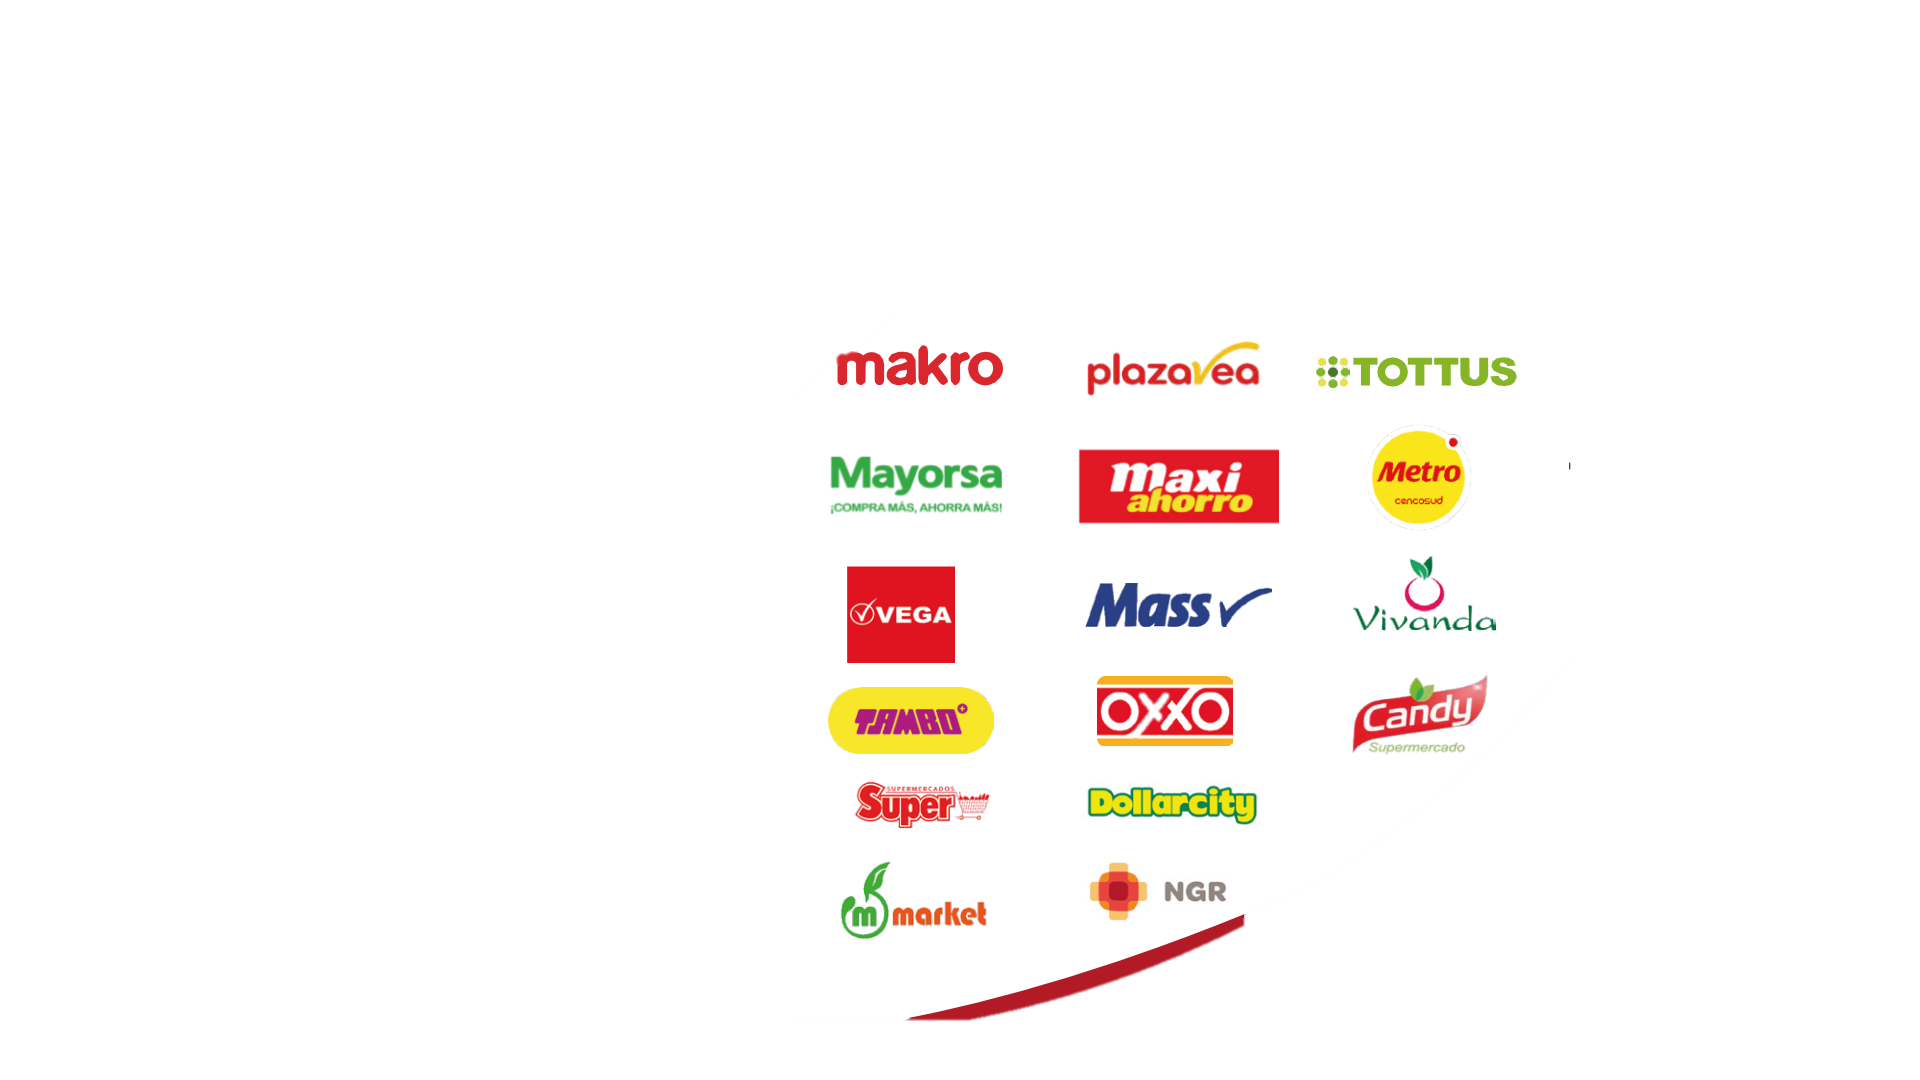 makro
plazavea
TOTTUS
Mayorsa
¡COMPRA MÁS, AHORRA MÁS!
maxi
ahorro
Metro
cencosud
VEGA
Mass
Vivanda
TAMBO+
OXXO
Candy
Supermercado
SUPERMERCADOS
Super
Dollarcity
m market
NGR